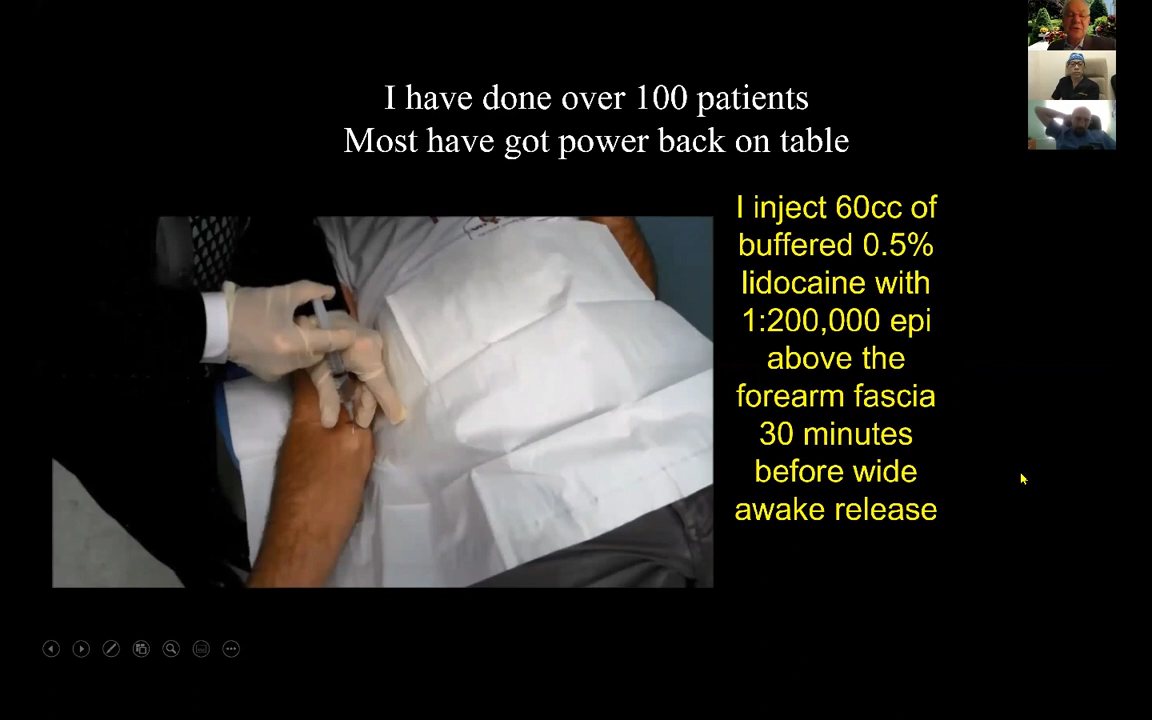 I have done over 100 patients
Most have got power back on table
I inject 60cc of
buffered 0.5%
lidocaine with
1:200,000 epi
above the
forearm fascia
30 minutes
before wide
awake release